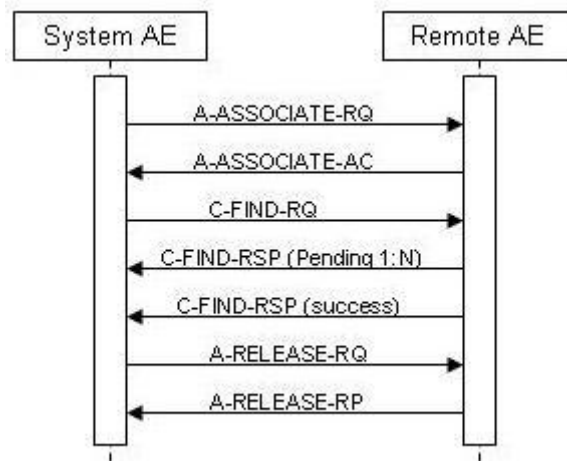 System AE
Remote AE
A-ASSOCIATE-RQ
A-ASSOCIATE-AC
C-FIND-RQ
C-FIND-RSP (Pending 1:N)
C-FIND-RSP (success)
A-RELEASE-RQ
A-RELEASE-RP